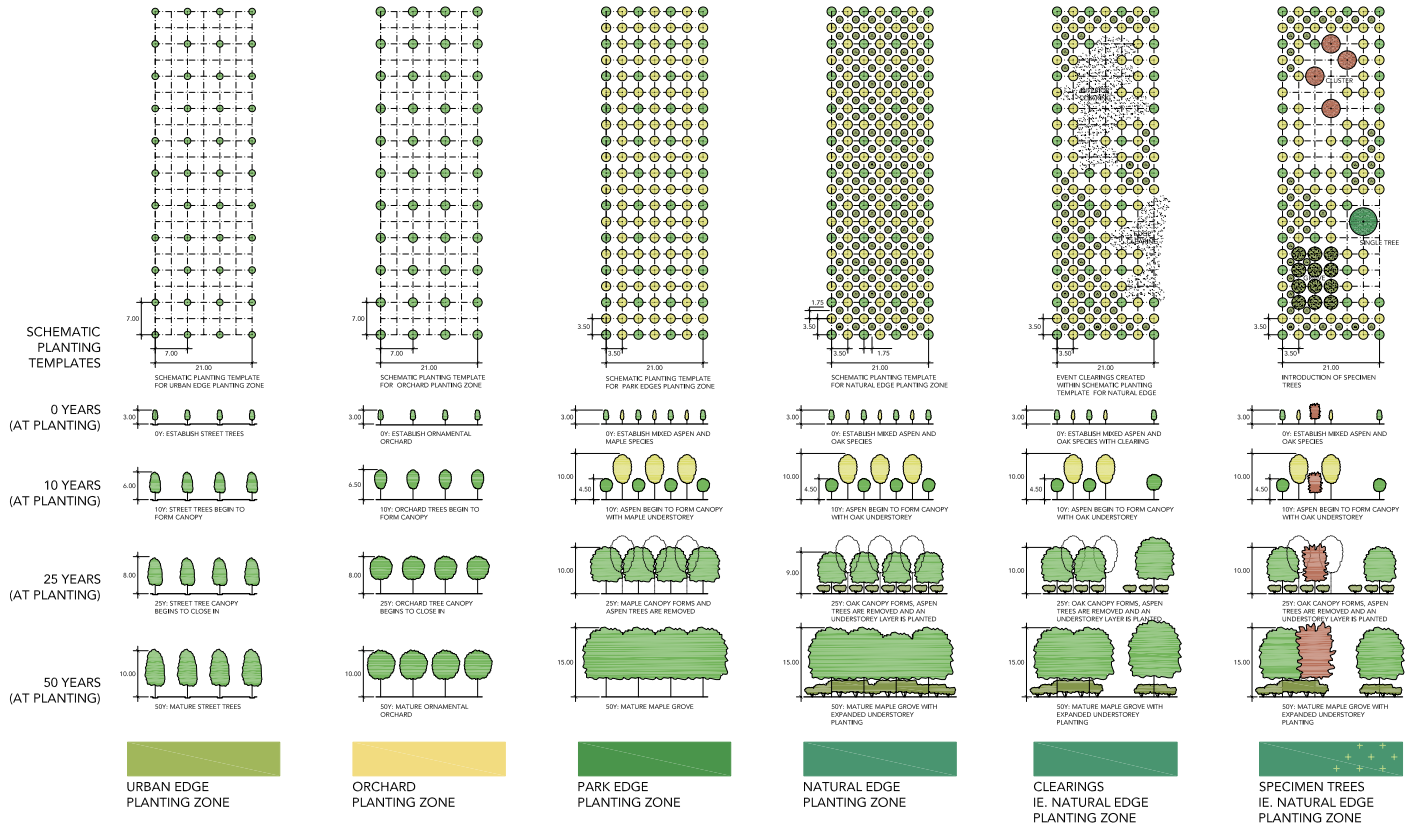 CLUSTER
SINGLE TREE
7.00
7.00
21.00
7.00
7.00
21.00
3.50
3.50
21.00
1.75
3.50
3.50
1.75
21.00
3.50
3.50
21.00
3.50
3.50
21.00
SCHEMATIC
PLANTING
TEMPLATES
SCHEMATIC PLANTING TEMPLATE
FOR URBAN EDGE PLANTING ZONE
SCHEMATIC PLANTING TEMPLATE
FOR ORCHARD PLANTING ZONE
SCHEMATIC PLANTING TEMPLATE
FOR PARK EDGES PLANTING ZONE
SCHEMATIC PLANTING TEMPLATE
FOR NATURAL EDGE PLANTING ZONE
EVENT CLEARINGS CREATED
WITHIN SCHEMATIC PLANTING
TEMPLATE FOR NATURAL EDGE
INTRODUCTION OF SPECIMEN
TREES
0 YEARS
(AT PLANTING)
3.00
0Y: ESTABLISH STREET TREES
3.00
0Y: ESTABLISH ORNAMENTAL
ORCHARD
3.00
0Y: ESTABLISH MIXED ASPEN AND
MAPLE SPECIES
3.00
0Y: ESTABLISH MIXED ASPEN AND
OAK SPECIES
3.00
0Y: ESTABLISH MIXED ASPEN AND
OAK SPECIES WITH CLEARING
3.00
0Y: ESTABLISH MIXED ASPEN AND
OAK SPECIES
10 YEARS
(AT PLANTING)
6.00
10Y: STREET TREES BEGIN TO
FORM CANOPY
6.50
10Y: ORCHARD TREES BEGIN TO
FORM CANOPY
10.00
4.50
10Y: ASPEN BEGIN TO FORM CANOPY
WITH MAPLE UNDERSTOREY
10.00
4.50
10Y: ASPEN BEGIN TO FORM CANOPY
WITH OAK UNDERSTOREY
10.00
4.50
10Y: ASPEN BEGIN TO FORM CANOPY
WITH OAK UNDERSTOREY
10.00
4.50
10Y: ASPEN BEGIN TO FORM CANOPY
WITH OAK UNDERSTOREY
25 YEARS
(AT PLANTING)
8.00
25Y: STREET TREE CANOPY
BEGINS TO CLOSE IN
8.00
25Y: ORCHARD TREE CANOPY
BEGINS TO CLOSE IN
10.00
25Y: MAPLE CANOPY FORMS AND
ASPEN TREES ARE REMOVED
9.00
25Y: OAK CANOPY FORMS, ASPEN
TREES ARE REMOVED AND AN
UNDERSTOREY LAYER IS PLANTED
10.00
25Y: OAK CANOPY FORMS, ASPEN
TREES ARE REMOVED AND AN
UNDERSTOREY LAYER IS PLANTED
10.00
25Y: OAK CANOPY FORMS, ASPEN
TREES ARE REMOVED AND AN
UNDERSTOREY LAYER IS PLANTED
50 YEARS
(AT PLANTING)
10.00
50Y: MATURE STREET TREES
10.00
50Y: MATURE ORNAMENTAL
ORCHARD
15.00
50Y: MATURE MAPLE GROVE
15.00
50Y: MATURE MAPLE GROVE WITH
EXPANDED UNDERSTOREY
PLANTING
15.00
50Y: MATURE MAPLE GROVE WITH
EXPANDED UNDERSTOREY
PLANTING
15.00
50Y: MATURE MAPLE GROVE WITH
EXPANDED UNDERSTOREY
PLANTING
URBAN EDGE
PLANTING ZONE
ORCHARD
PLANTING ZONE
PARK EDGE
PLANTING ZONE
NATURAL EDGE
PLANTING ZONE
CLEARINGS
IE. NATURAL EDGE
PLANTING ZONE
SPECIMEN TREES
IE. NATURAL EDGE
PLANTING ZONE